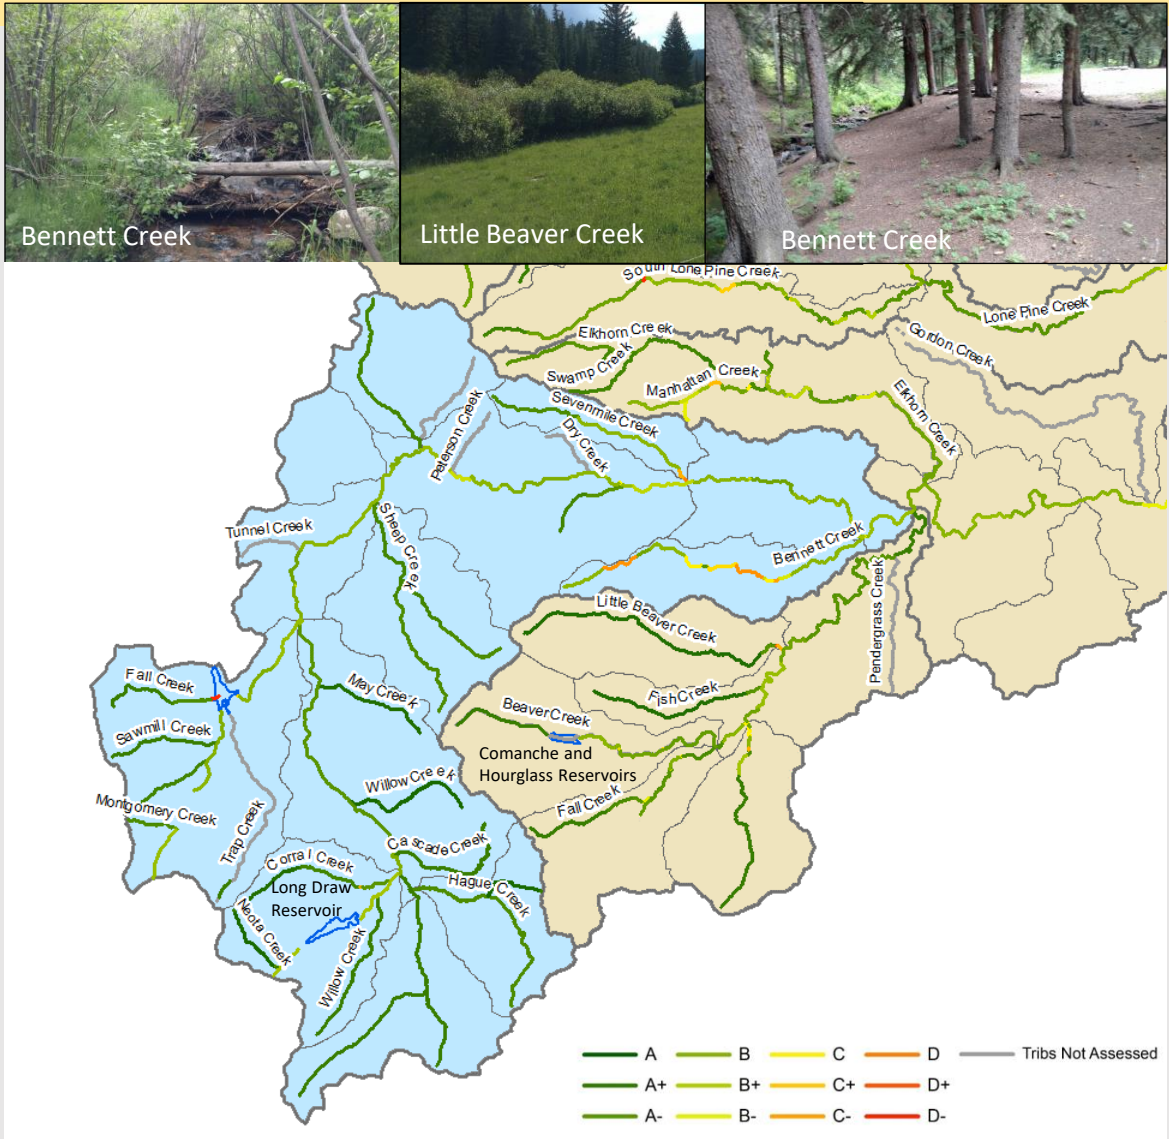 Bennett Creek
Little Beaver Creek
Bennett Creek
South Lone Pine Creek
Lone Pine Creek
Elkhorn Creek
Gordon Creek
Swamp Creek
Manhattan Creek
Elkhorn Creek
Sevenmile Creek
Peterson Creek
Dry Creek
Tunnel Creek
Sheep Creek
Bennett Creek
Pendergrass Creek
Little Beaver Creek
Fall Creek
May Creek
Fish Creek
Beaver Creek
Sawmill Creek
Comanche and
Hourglass Reservoirs
Willow Creek
Fall Creek
Montgomery Creek
Trap Creek
Cascade Creek
Corral Creek
Hague Creek
Long Draw
Reservoir
Neota Creek
Willow Creek
A B C D Tribs Not Assessed
A+ B+ C+ D+
A- B- C- D-